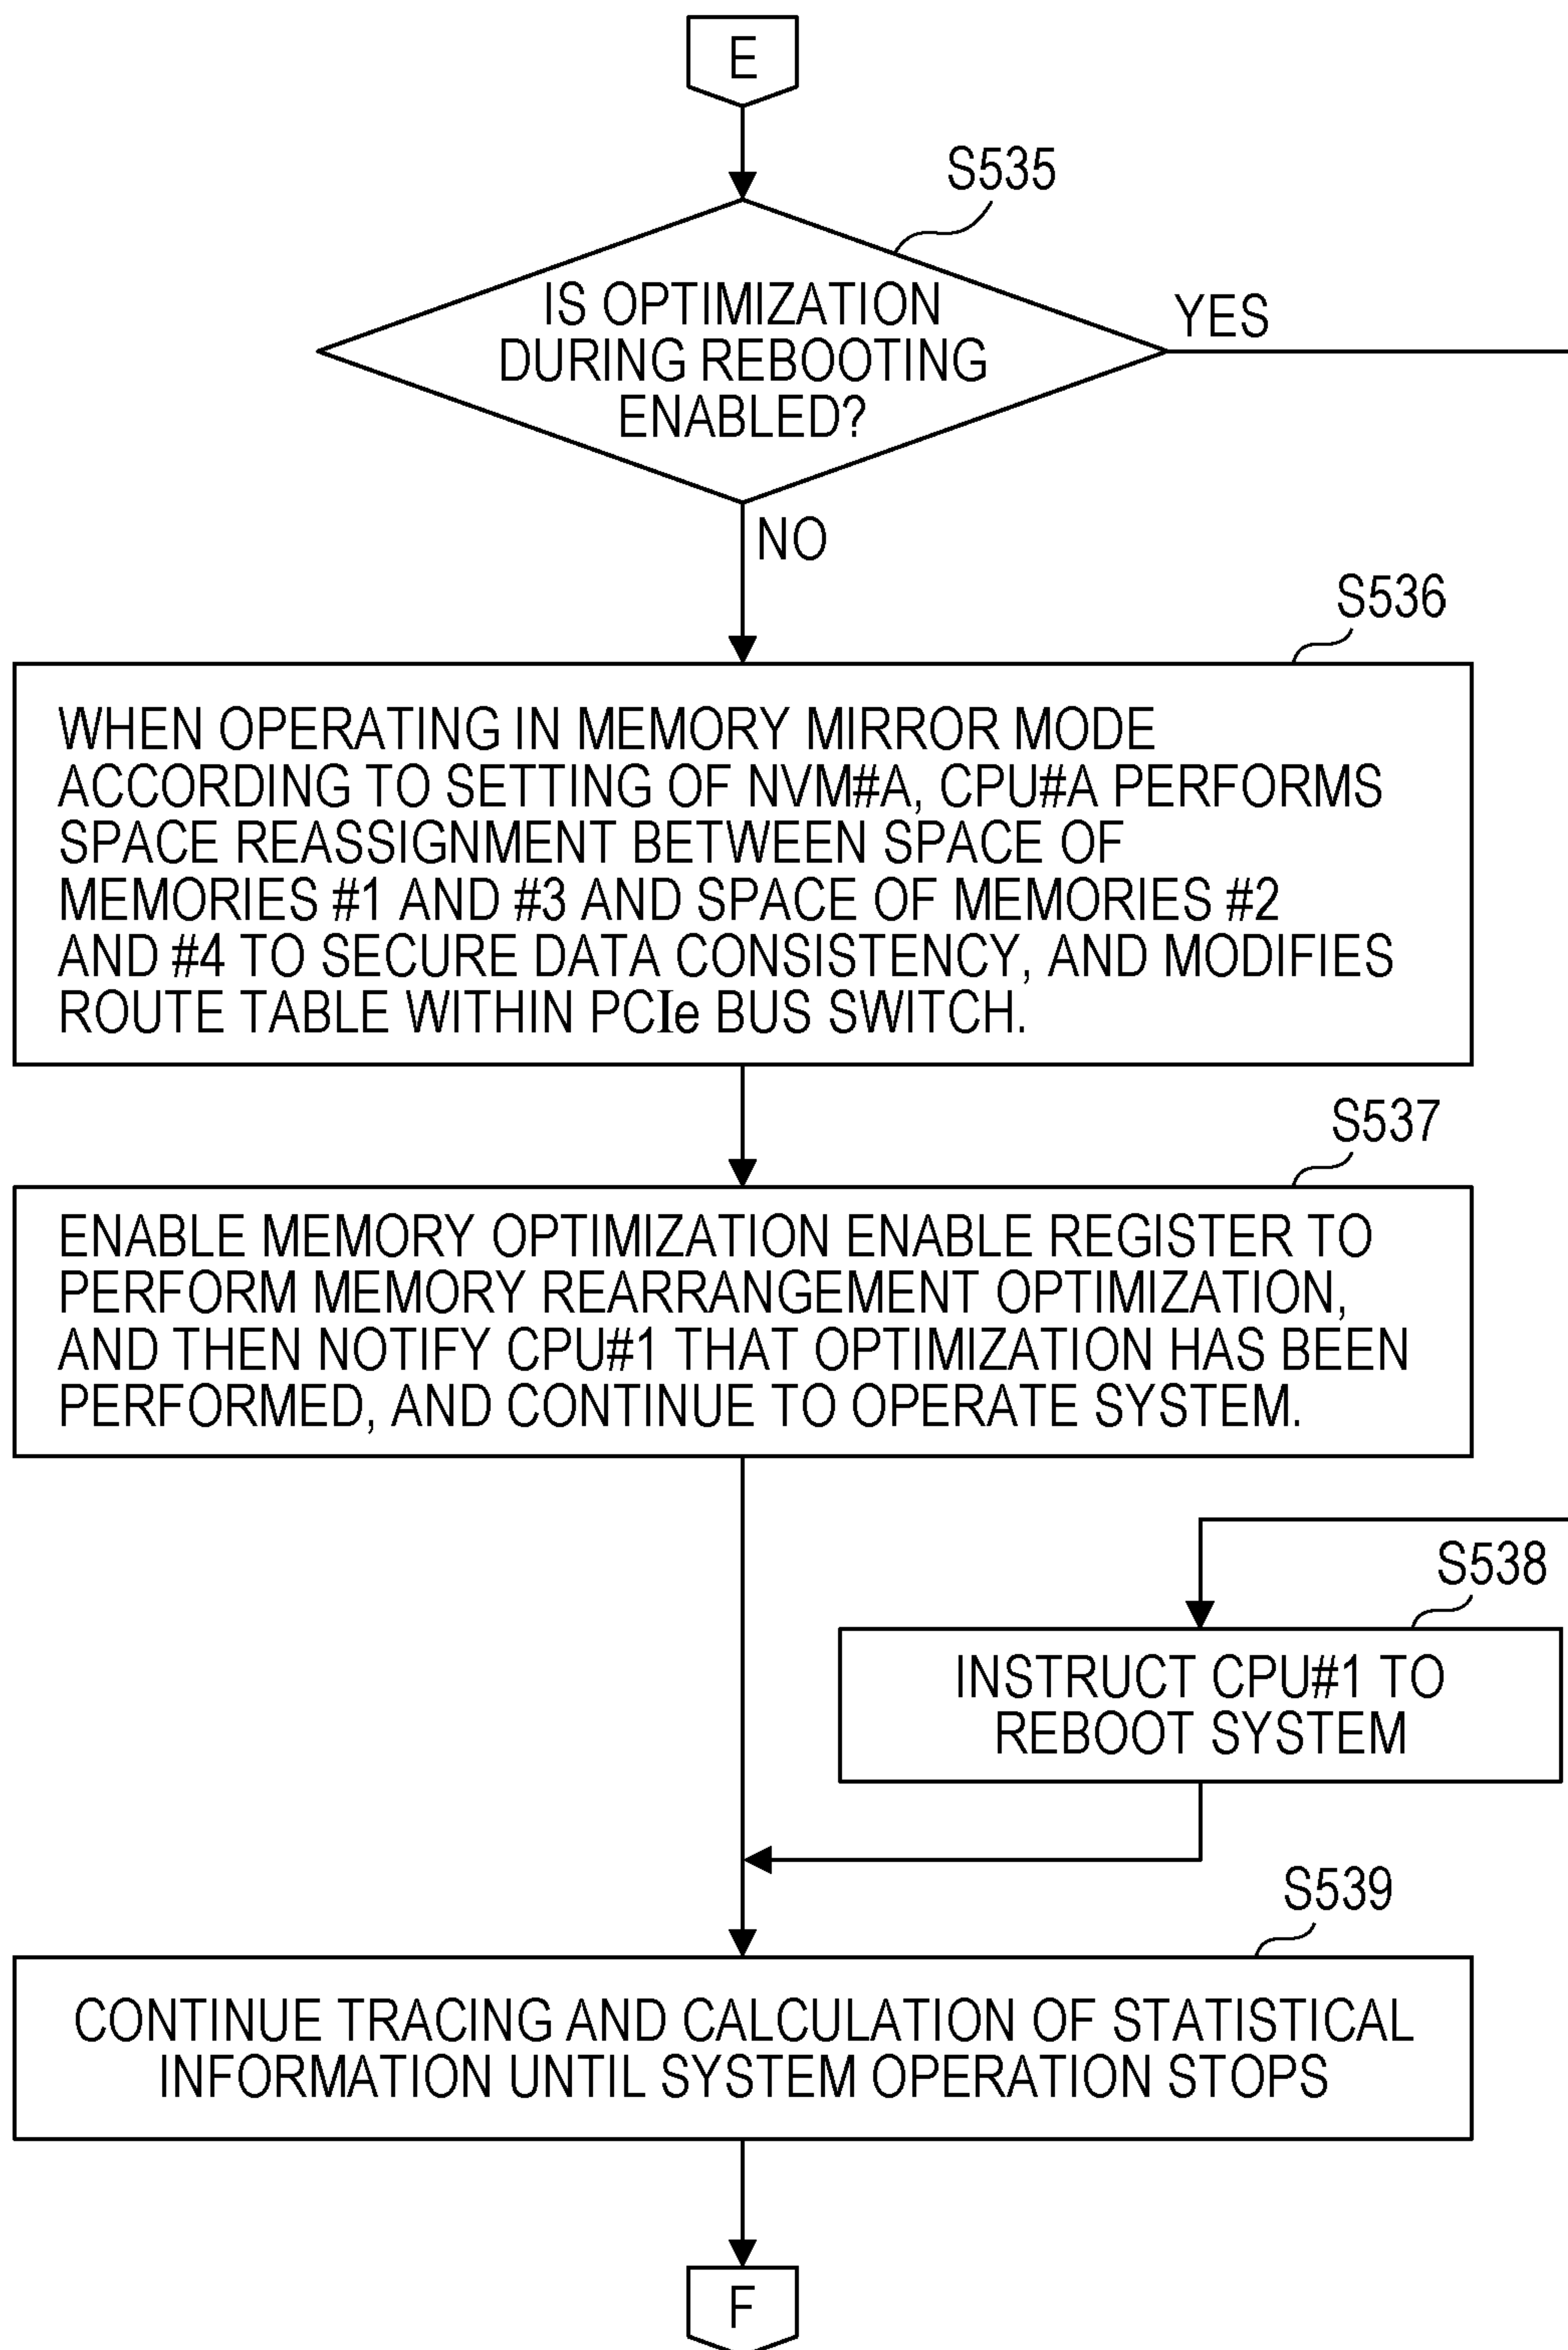 E
S535
IS OPTIMIZATION
DURING REBOOTING
ENABLED?
YES
NO
S536
WHEN OPERATING IN MEMORY MIRROR MODE
ACCORDING TO SETTING OF NVM#A, CPU#A PERFORMS
SPACE REASSIGNMENT BETWEEN SPACE OF
MEMORIES #1 AND #3 AND SPACE OF MEMORIES #2
AND #4 TO SECURE DATA CONSISTENCY, AND MODIFIES
ROUTE TABLE WITHIN PCIe BUS SWITCH.
S537
ENABLE MEMORY OPTIMIZATION ENABLE REGISTER TO
PERFORM MEMORY REARRANGEMENT OPTIMIZATION,
AND THEN NOTIFY CPU#1 THAT OPTIMIZATION HAS BEEN
PERFORMED, AND CONTINUE TO OPERATE SYSTEM.
S538
INSTRUCT CPU#1 TO
REBOOT SYSTEM
S539
CONTINUE TRACING AND CALCULATION OF STATISTICAL
INFORMATION UNTIL SYSTEM OPERATION STOPS
F